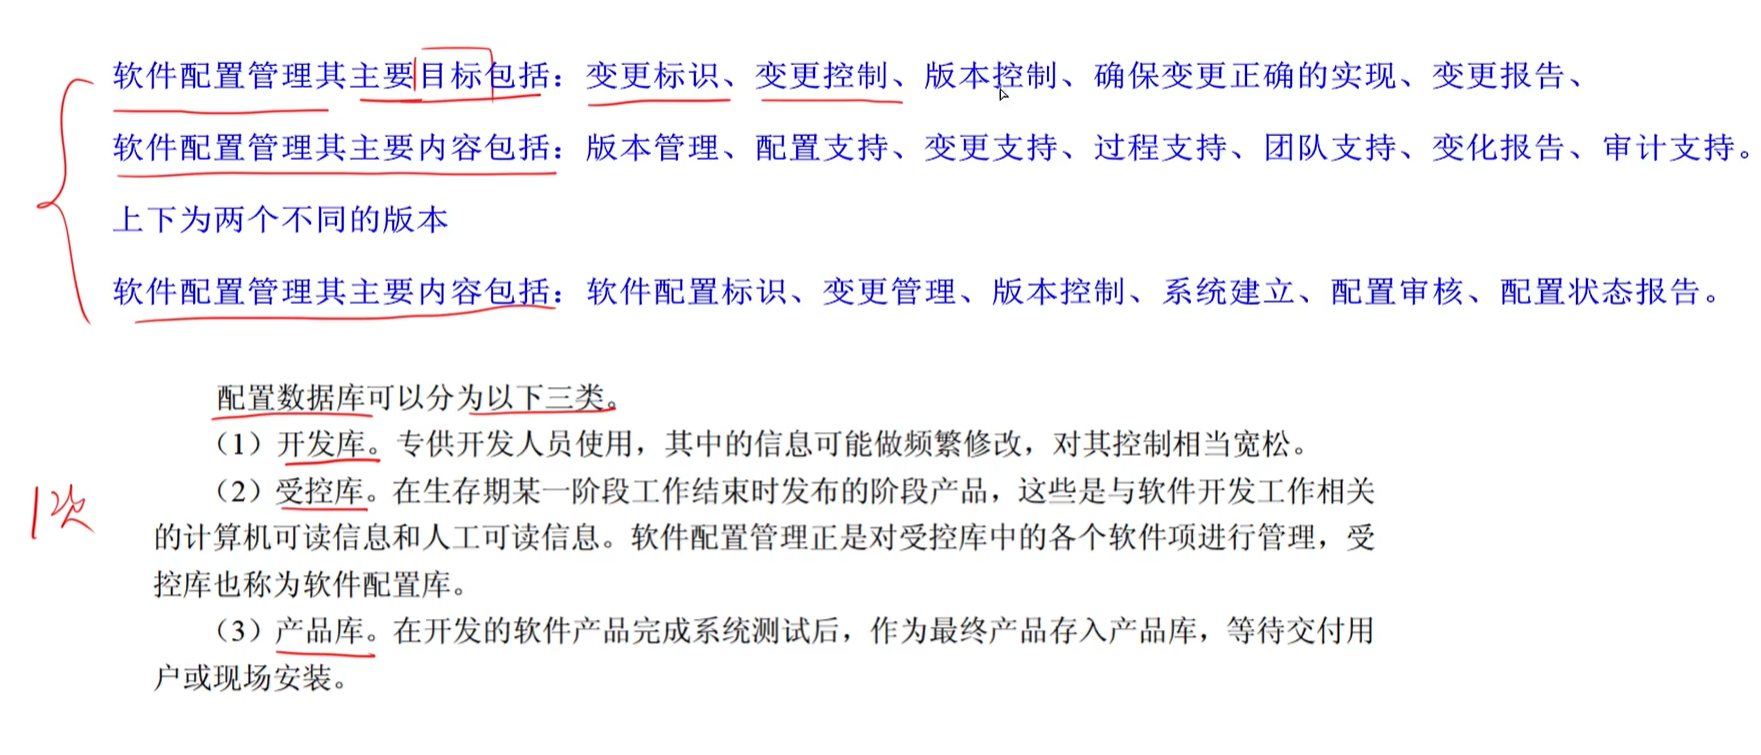 软件配置管理其主要目标包括：变更标识、变更控制、版本控制、确保变更正确的实现、变更报告、
软件配置管理其主要内容包括：版本管理、配置支持、变更支持、过程支持、团队支持、变化报告、审计支持。
上下为两个不同的版本
软件配置管理其主要内容包括：软件配置标识、变更管理、版本控制、系统建立、配置审核、配置状态报告。
配置数据库可以分为以下三类。
（1）开发库。专供开发人员使用，其中的信息可能做频繁修改，对其控制相当宽松。
（2）受控库。在生存期某一阶段工作结束时发布的阶段产品，这些是与软件开发工作相关
1次
的计算机可读信息和人工可读信息。软件配置管理正是对受控库中的各个软件项进行管理，受
控库也称为软件配置库。
（3）产品库。在开发的软件产品完成系统测试后，作为最终产品存入产品库，等待交付用
户或现场安装。